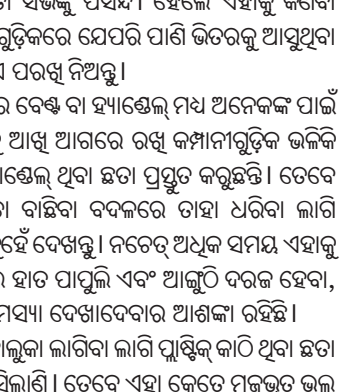 ଗୁଡ଼ିକରେ ଯେପରି ପାଣି ଭିତରକୁ ଆସୁଥିବା
ପରଖି ନିଅନ୍ତୁ।
ବେଣ୍ଟ ବା ହ୍ୟାଣ୍ଡେଲ୍ ମଧ୍ୟ ଅନେକଙ୍କ ପାଇଁ
ଆଖି ଆଗରେ ରଖି କମ୍ପାନୀଗୁଡ଼ିକ ଭଳିକି
ଥିବା ଛତା ପ୍ରସ୍ତୁତ କରୁଛନ୍ତି। ତେବେ
ବାଛିବା ବଦଳରେ ତାହା ଧରିବା ଲାଗି
ଦେଖନ୍ତୁ। ନଚେତ୍ ଅଧିକ ସମୟ ଏହାକୁ
ହାତ ପାପୁଲି ଏବଂ ଆଙ୍ଗୁଠି ଦରଜ ହେବା,
ଦେଖାଦେବାର ଆଶଙ୍କା ରହିଛି।
ଲାଗିବା ଲାଗି ପ୍ଲାଷ୍ଟିକ୍ କାଠି ଥିବା ଛତା
ତେବେ ଏହା କେତେ ମଜଭୁତ ଭଲ